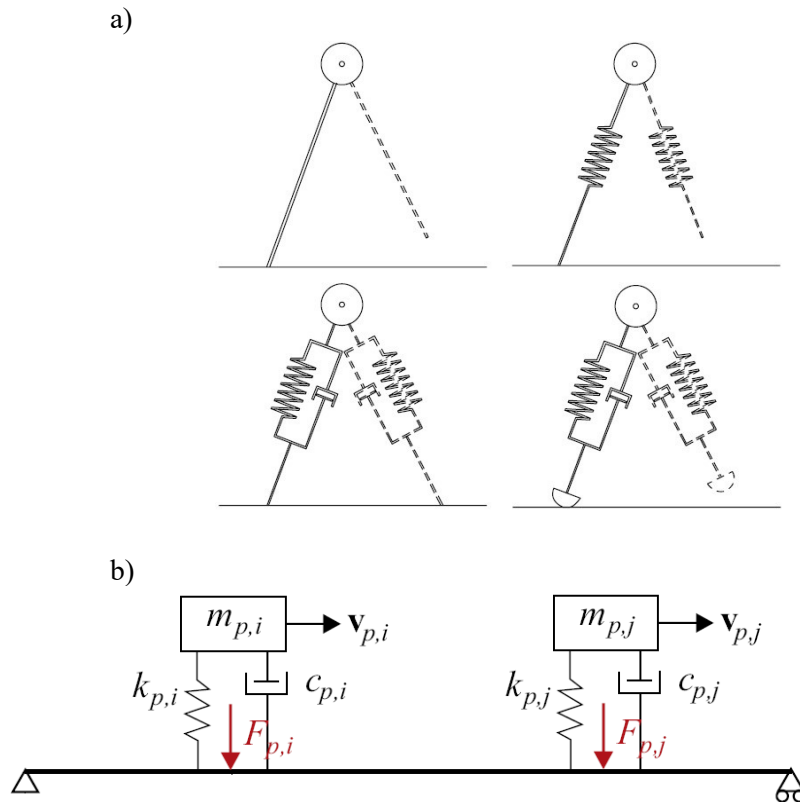 a)
b)
m_{p,i} v_{p,i} m_{p,j} v_{p,j}
k_{p,i} c_{p,i} k_{p,j} c_{p,j}
F_{p,i} F_{p,j}